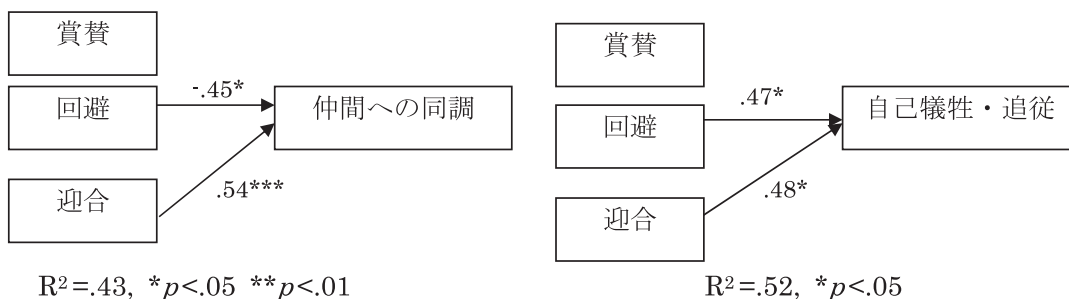 賞賛
回避
迎合
-.45*
.54***
仲間への同調
R²=.43, *p<.05 **p<.01
賞賛
回避
迎合
.47*
.48*
自己犠牲・追従
R²=.52, *p<.05